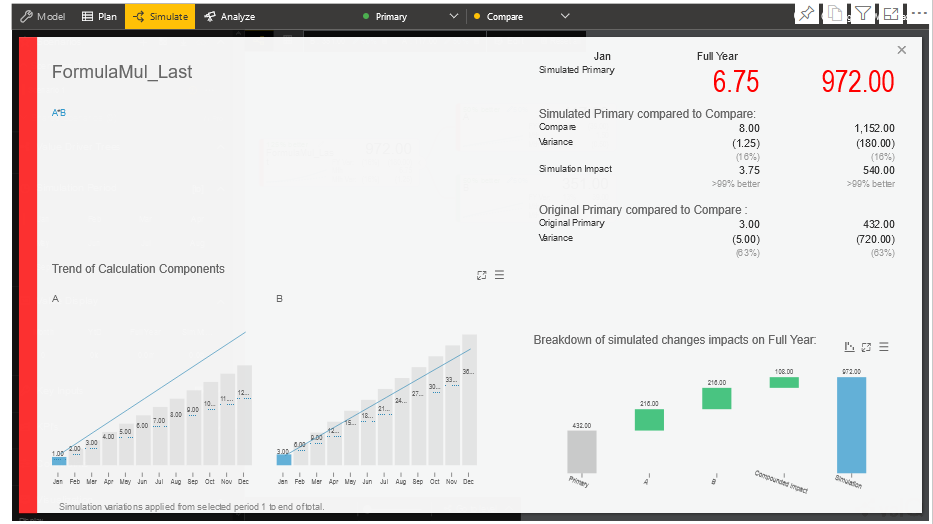 Model Plan Simulate Analyze Primary Compare
FormulaMul_Last
A*B
Jan Full Year
Simulated Primary 6.75 972.00
Simulated Primary compared to Compare:
Compare 8.00 1,152.00
Variance (1.25) (180.00)
(16%) (16%)
Simulation Impact 3.75 540.00
>99% better >99% better
Original Primary compared to Compare :
Original Primary 3.00 432.00
Variance (5.00) (720.00)
(63%) (63%)
Trend of Calculation Components
A
1.00 2.00 3.00 4.00 5.00 6.00 7.00 8.00 9.00 10... 11... 12...
Jan Feb Mar Apr May Jun Jul Aug Sep Oct Nov Dec
B
3.00 6.00 9.00 12... 15... 18... 21... 24... 27... 30... 33... 36...
Jan Feb Mar Apr May Jun Jul Aug Sep Oct Nov Dec
Breakdown of simulated changes impacts on Full Year:
432.00 216.00 216.00 108.00 972.00
Primary A B Compounded Impact Simulation
Simulation variations applied from selected period 1 to end of total.